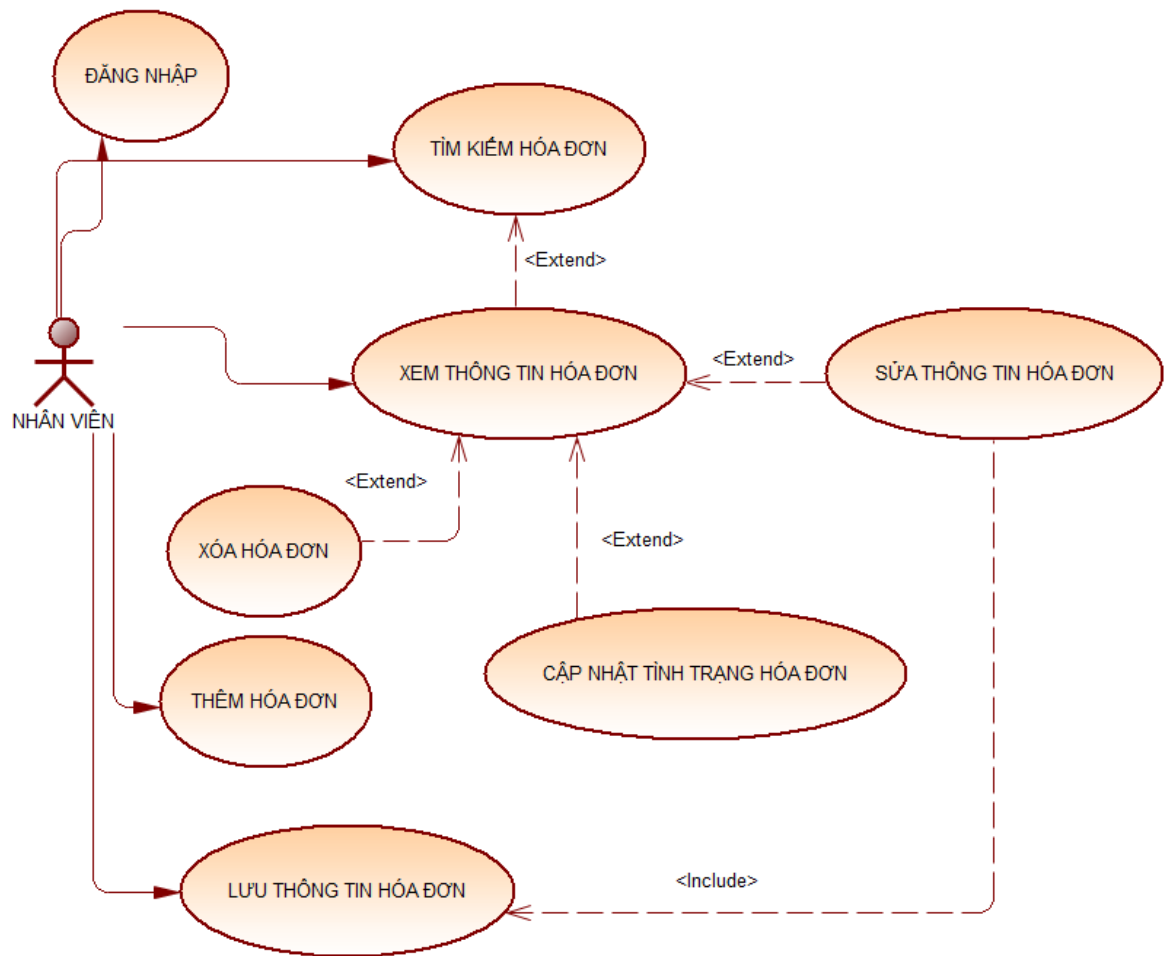 ĐĂNG NHẬP
TÌM KIẾM HÓA ĐƠN
<Extend>
XEM THÔNG TIN HÓA ĐƠN
<Extend>
SỬA THÔNG TIN HÓA ĐƠN
NHÂN VIÊN
<Extend>
XÓA HÓA ĐƠN
<Extend>
CẬP NHẬT TÌNH TRẠNG HÓA ĐƠN
THÊM HÓA ĐƠN
LƯU THÔNG TIN HÓA ĐƠN
<Include>